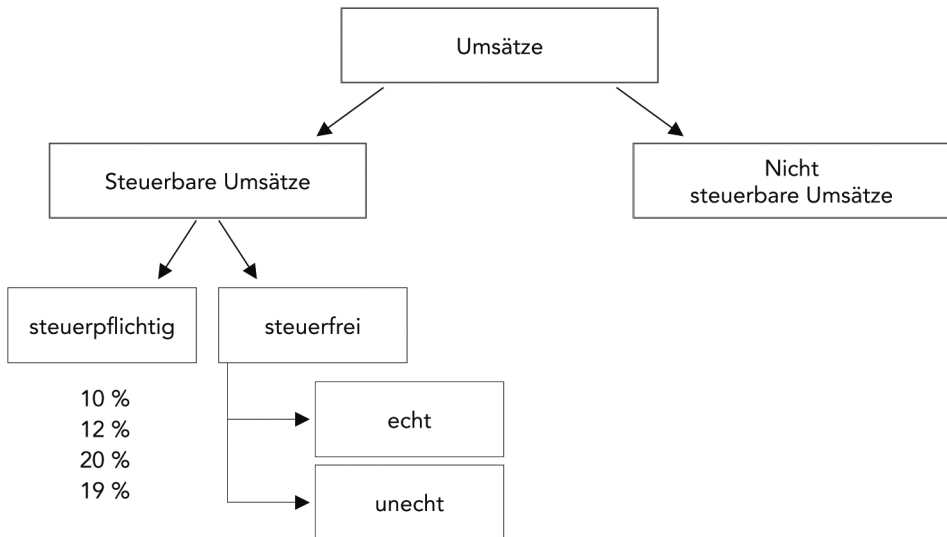 Umsätze
Steuerbare Umsätze
Nicht
steuerbare Umsätze
steuerpflichtig
steuerfrei
10 %
12 %
20 %
19 %
echt
unecht